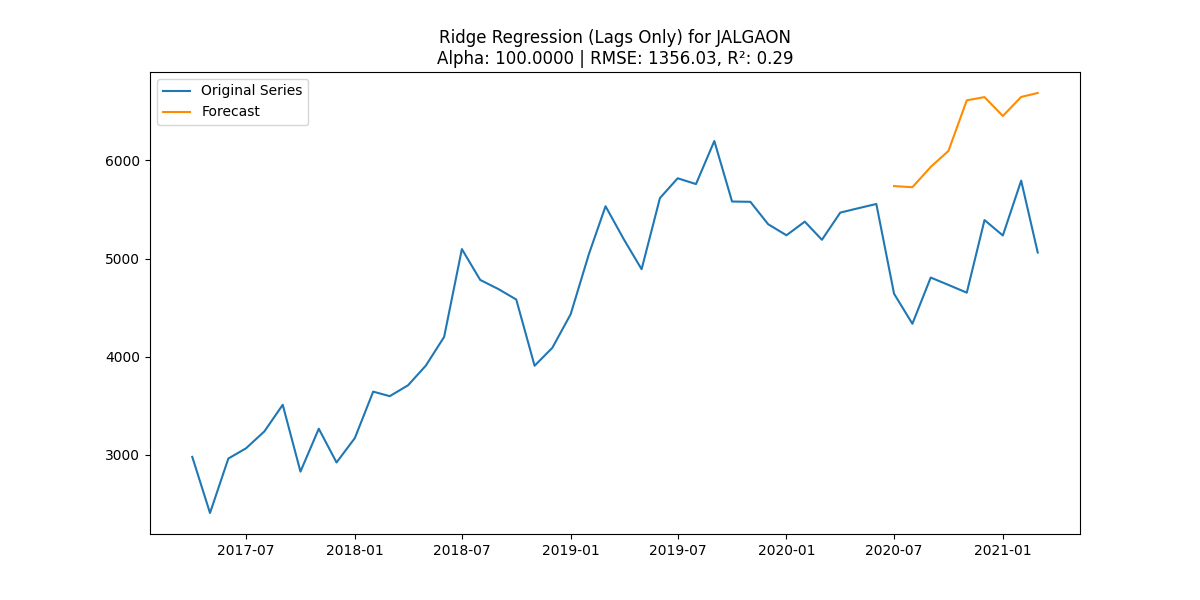 Ridge Regression (Lags Only) for JALGAON
Alpha: 100.0000 | RMSE: 1356.03, R²: 0.29
Original Series
Forecast
6000
5000
4000
3000
2017-07 2018-01 2018-07 2019-01 2019-07 2020-01 2020-07 2021-01